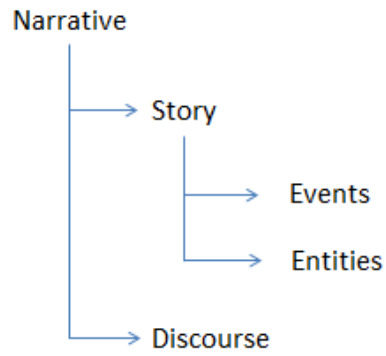 Narrative
Story
Events
Entities
Discourse